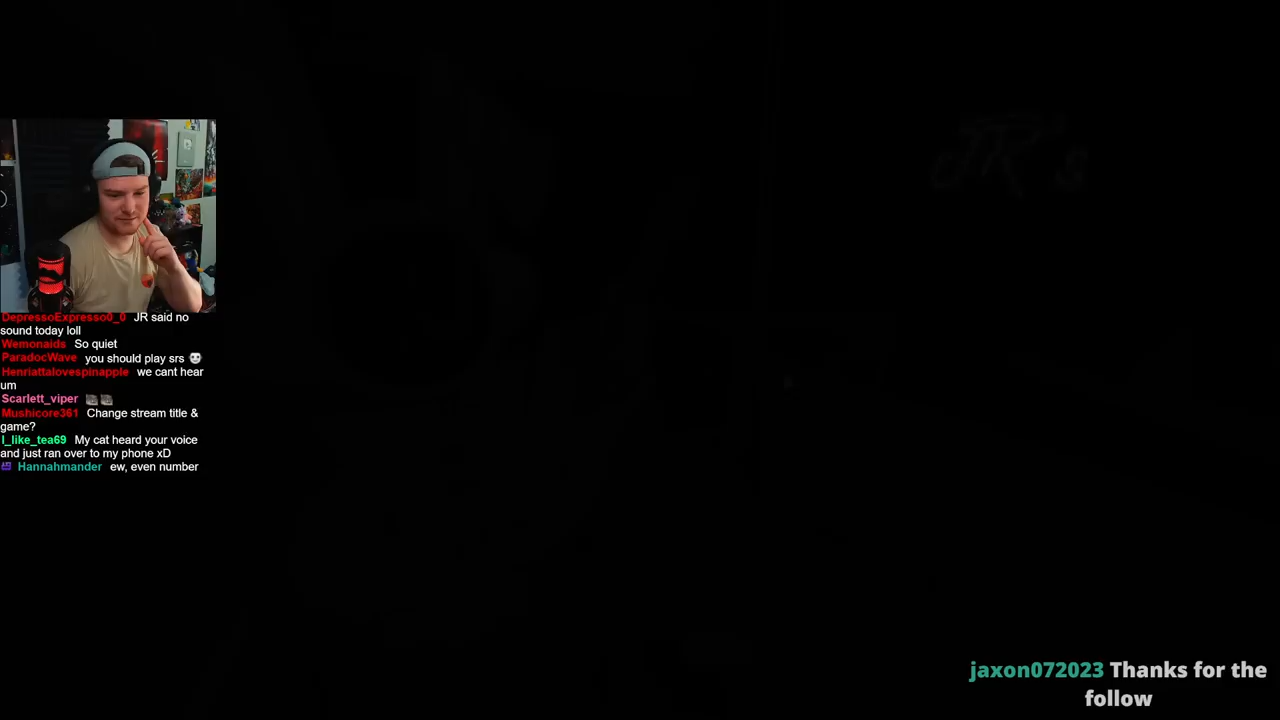 JR's
DepressoExpresso0_0 JR said no
sound today loll
Wemonaids So quiet
ParadocWave you should play srs
Henriattalovespinapple we cant hear
um
Scarlett_viper
Mushicore361 Change stream title &
game?
I_like_tea69 My cat heard your voice
and just ran over to my phone xD
Hannahmander ew, even number
jaxon072023 Thanks for the
follow